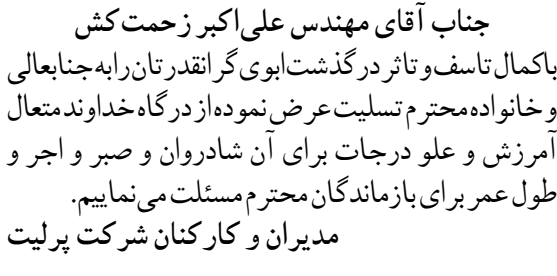 جناب آقای مهندس علی‌اکبر زحمت‌کش
باکمال تاسف و تاثر درگذشت ابوی گرانقدرتان را به جنابعالی
و خانواده محترم تسلیت عرض نموده از درگاه خداوند متعال
آمرزش و علو درجات برای آن شادروان و صبر و اجر و
طول عمر برای بازماندگان محترم مسئلت می‌نماییم.
مدیران و کارکنان شرکت پرلیت